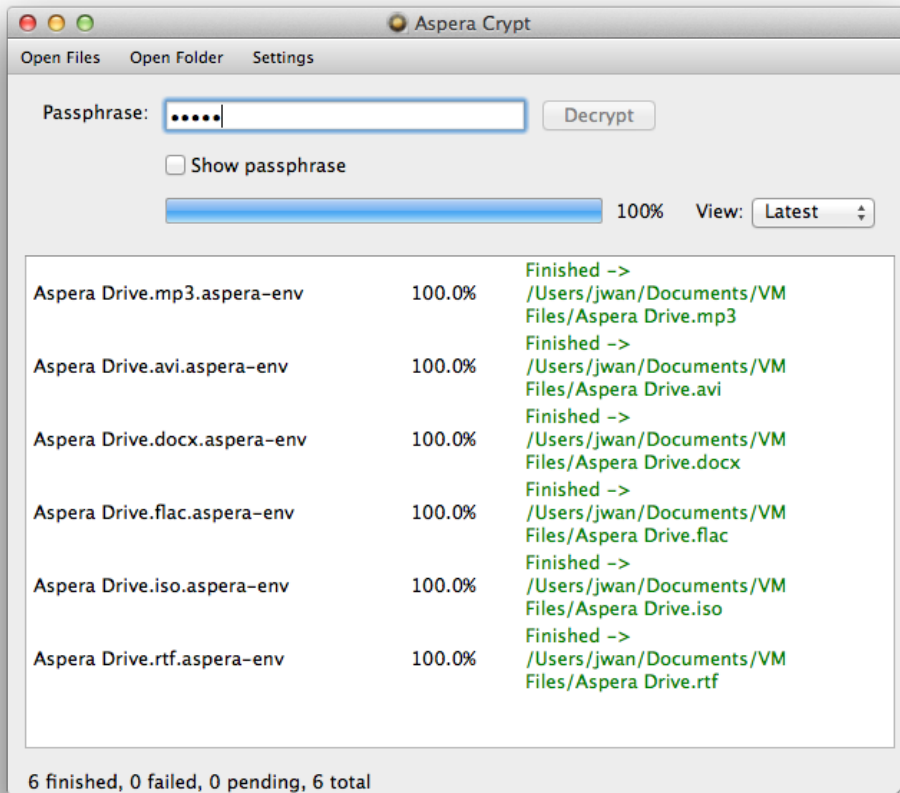 Aspera Crypt
Open Files Open Folder Settings
Passphrase: ••••• Decrypt
Show passphrase
100% View: Latest
Finished ->
Aspera Drive.mp3.aspera-env 100.0% /Users/jwan/Documents/VM
Files/Aspera Drive.mp3
Finished ->
Aspera Drive.avi.aspera-env 100.0% /Users/jwan/Documents/VM
Files/Aspera Drive.avi
Finished ->
Aspera Drive.docx.aspera-env 100.0% /Users/jwan/Documents/VM
Files/Aspera Drive.docx
Finished ->
Aspera Drive.flac.aspera-env 100.0% /Users/jwan/Documents/VM
Files/Aspera Drive.flac
Finished ->
Aspera Drive.iso.aspera-env 100.0% /Users/jwan/Documents/VM
Files/Aspera Drive.iso
Finished ->
Aspera Drive.rtf.aspera-env 100.0% /Users/jwan/Documents/VM
Files/Aspera Drive.rtf
6 finished, 0 failed, 0 pending, 6 total